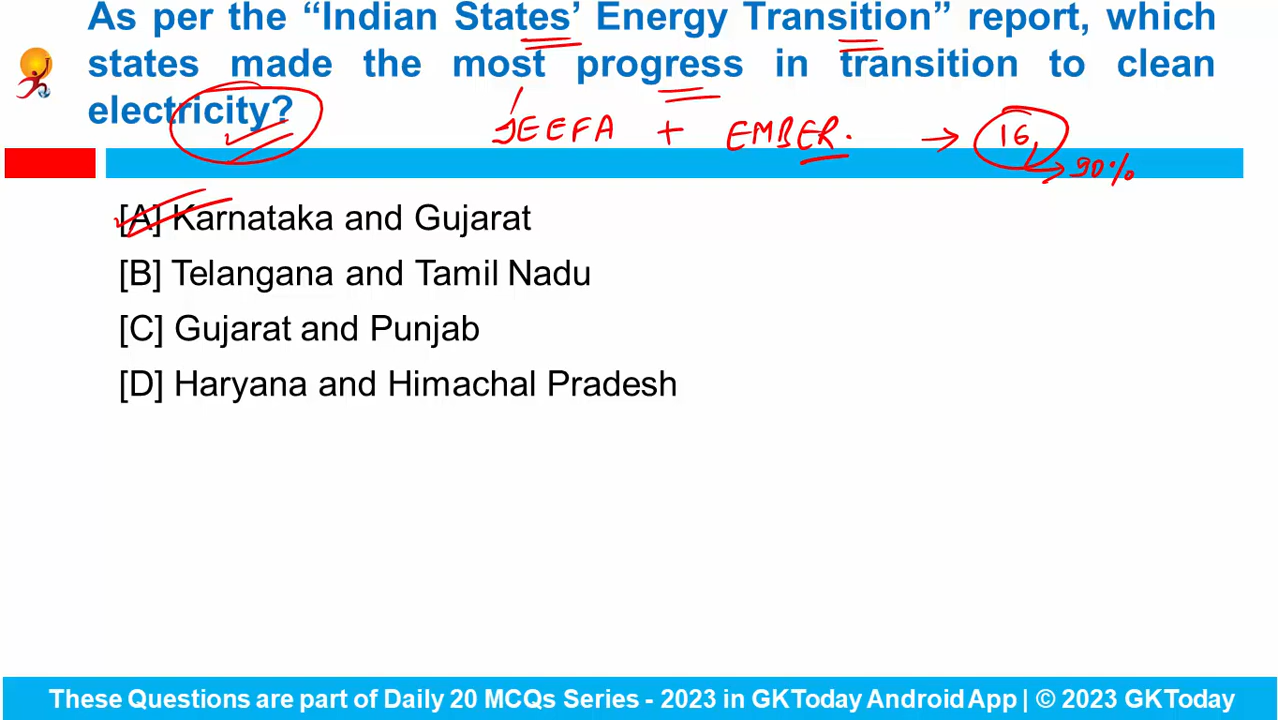 As per the “Indian States’ Energy Transition” report, which
states made the most progress in transition to clean
electricity?
IEEFA + EMBER. → 16,
90%
[A] Karnataka and Gujarat
[B] Telangana and Tamil Nadu
[C] Gujarat and Punjab
[D] Haryana and Himachal Pradesh
These Questions are part of Daily 20 MCQs Series - 2023 in GKToday Android App | © 2023 GKToday